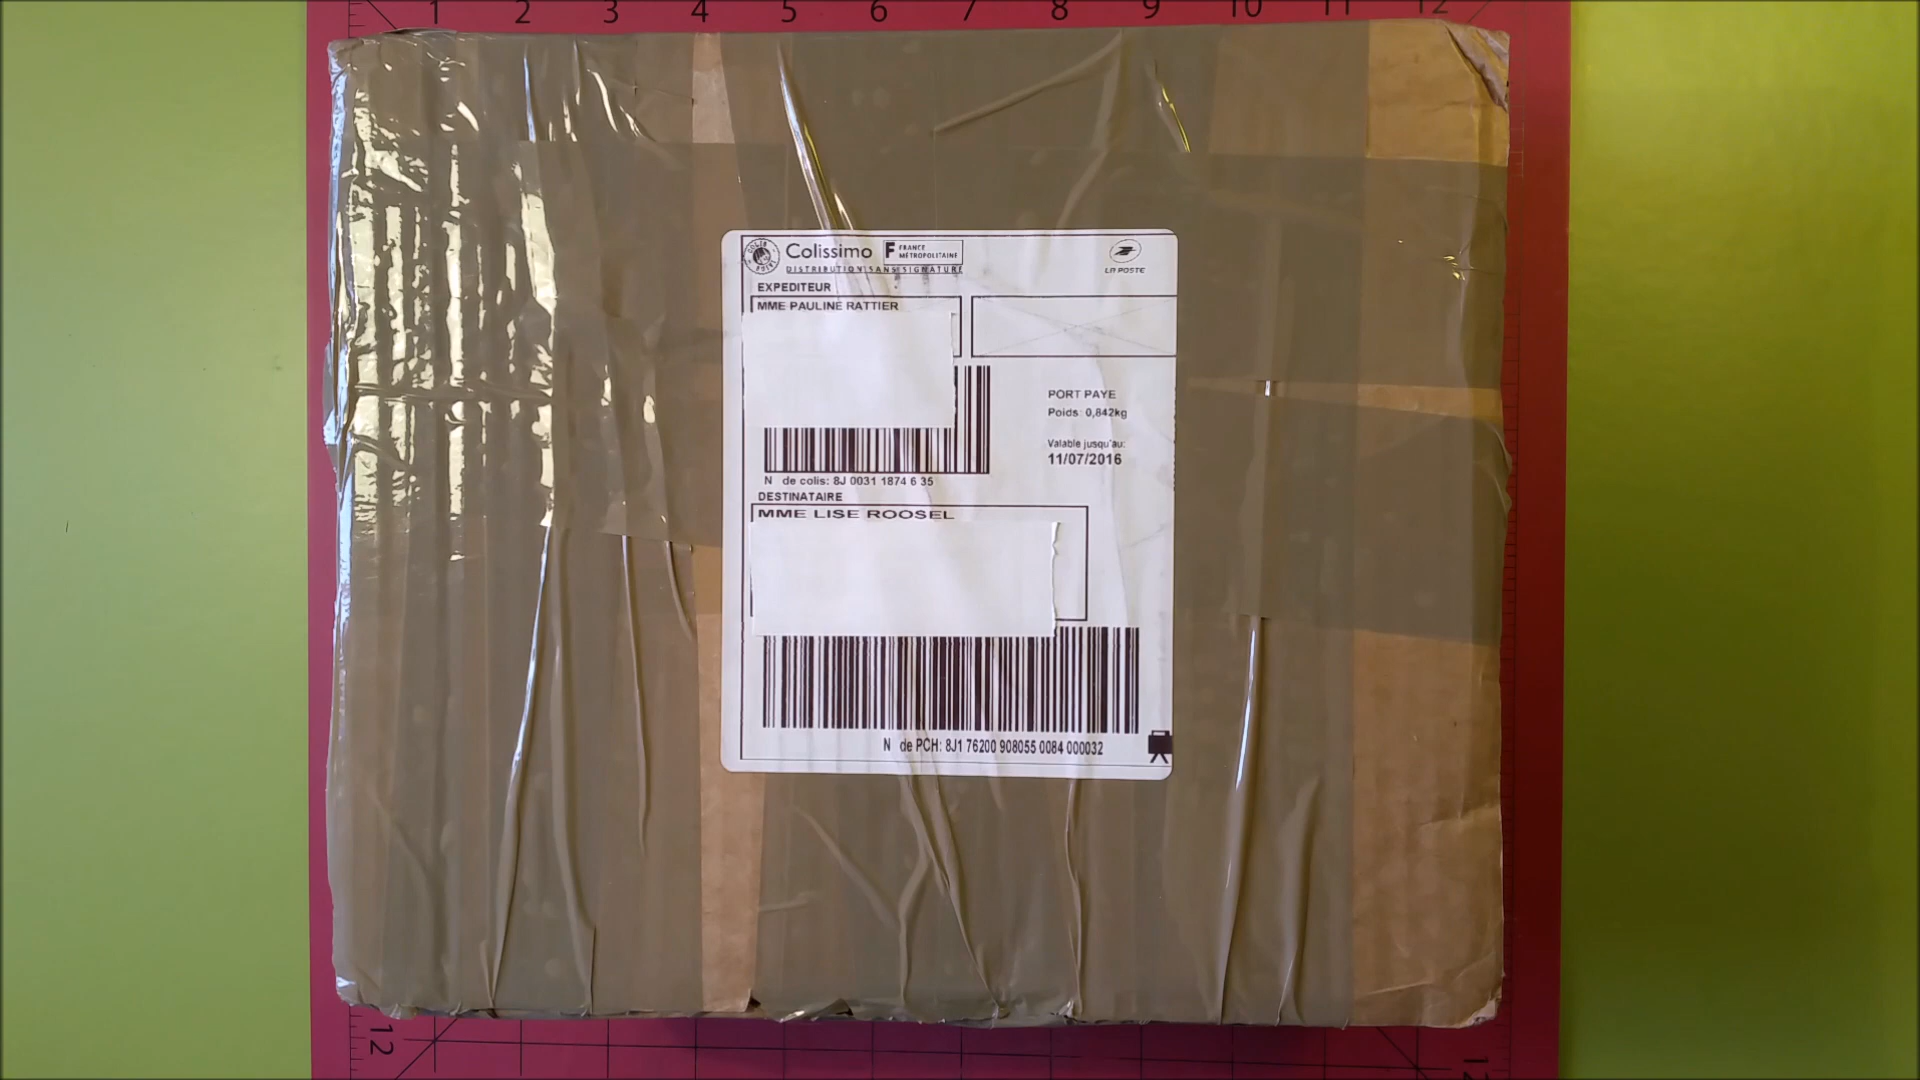 1 2 3 4 5 6 7 8 9 10 11 12
COLIS POINT
Colissimo F FRANCE MÉTROPOLITAINE
DISTRIBUTION SANS SIGNATURE
LA POSTE
EXPEDITEUR
MME PAULINE RATTIER
PORT PAYE
Poids: 0,842kg
Valable jusqu'au:
11/07/2016
N de colis: 8J 0031 1874 6 35
DESTINATAIRE
MME LISE ROOSEL
N de PCH: 8J1 76200 908055 0084 000032
12